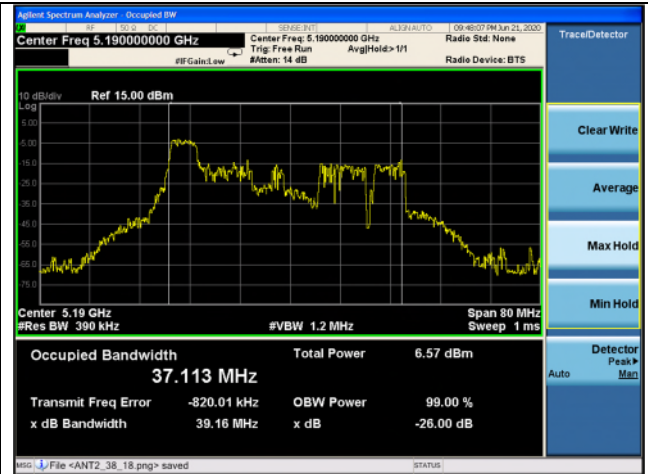 Agilent Spectrum Analyzer - Occupied BW
RF 50 Ω DC SENSE:INT ALIGN AUTO 09:48:07 PM Jun 21, 2020
Center Freq 5.190000000 GHz
Center Freq: 5.190000000 GHz
Radio Std: None
Trig: Free Run Avg|Hold:>1/1
#IFGain:Low #Atten: 14 dB Radio Device: BTS
10 dB/div Ref 15.00 dBm
Log
5.00
-5.00
-15.0
-25.0
-35.0
-45.0
-55.0
-65.0
-75.0
Center 5.19 GHz Span 80 MHz
#Res BW 390 kHz #VBW 1.2 MHz Sweep 1 ms
Occupied Bandwidth Total Power 6.57 dBm
37.113 MHz
Transmit Freq Error -820.01 kHz OBW Power 99.00 %
x dB Bandwidth 39.16 MHz x dB -26.00 dB
Trace/Detector
Clear Write
Average
Max Hold
Min Hold
Detector
Peak▶
Auto Man
MSG File <ANT2_38_18.png> saved STATUS